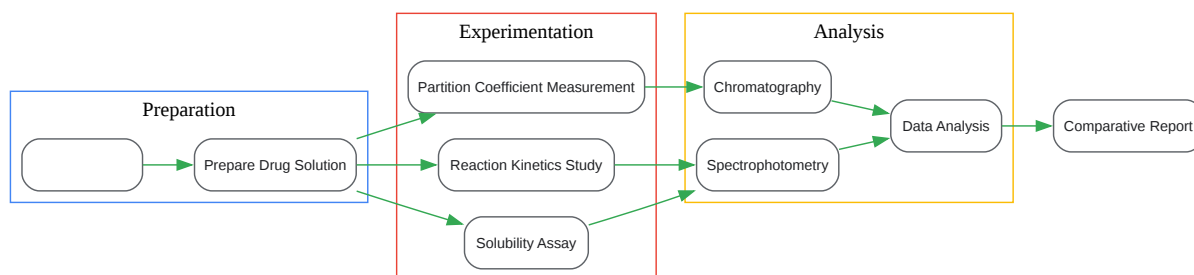 Preparation
Prepare Drug Solution
Experimentation
Partition Coefficient Measurement
Reaction Kinetics Study
Solubility Assay
Analysis
Chromatography
Spectrophotometry
Data Analysis
Comparative Report